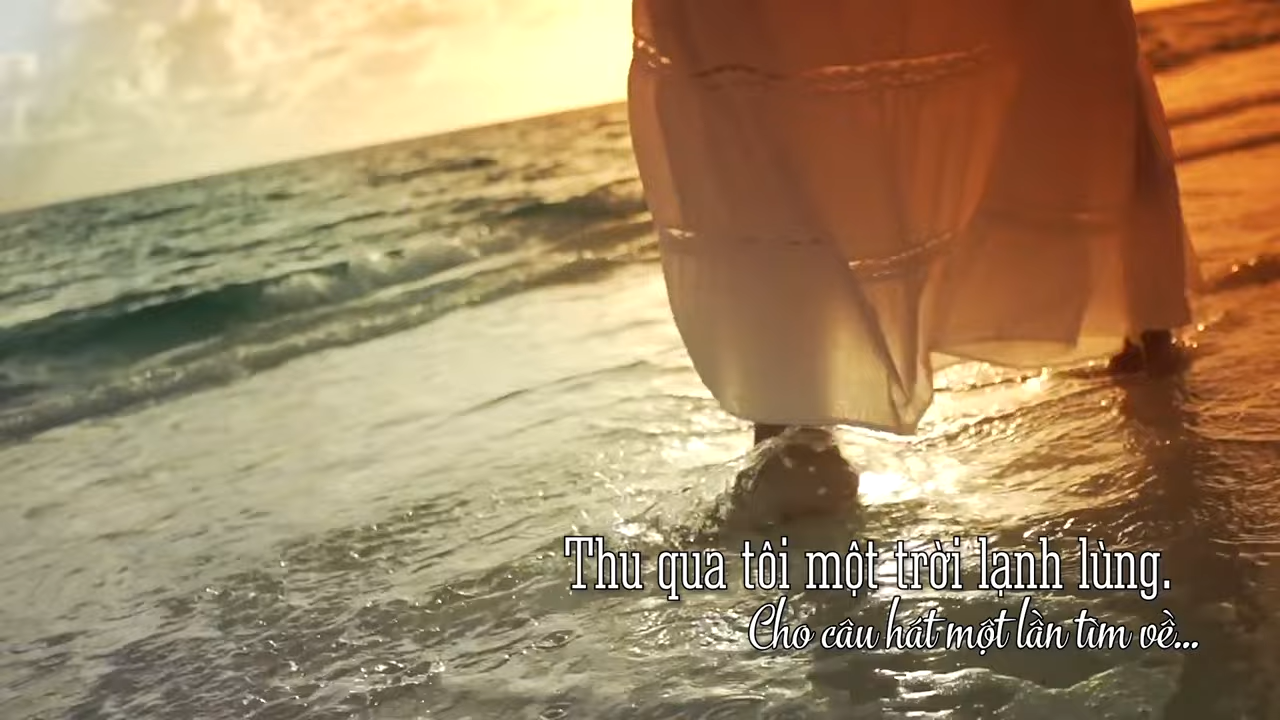 Thu qua tôi một trời lạnh lùng.
Cho câu hát một lần tìm về...